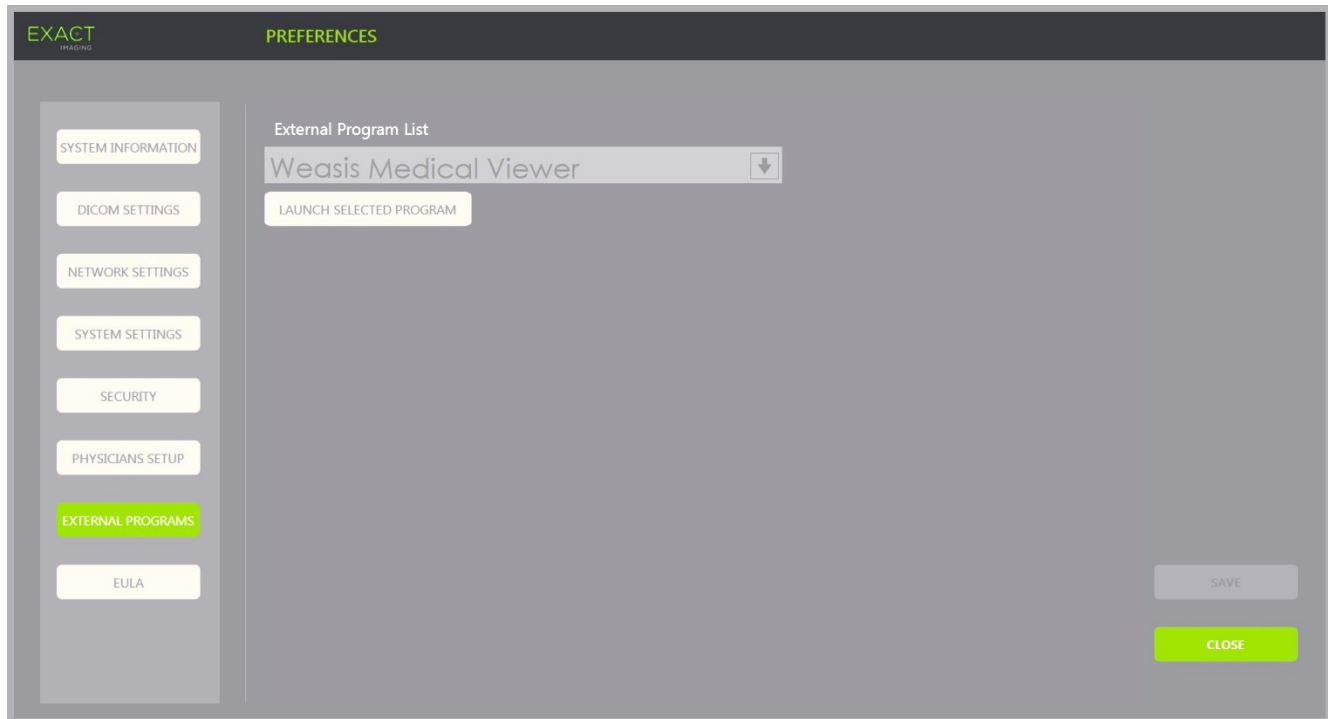 EXACT
IMAGING
PREFERENCES
SYSTEM INFORMATION
DICOM SETTINGS
NETWORK SETTINGS
SYSTEM SETTINGS
SECURITY
PHYSICIANS SETUP
EXTERNAL PROGRAMS
EULA
External Program List
Weasis Medical Viewer
LAUNCH SELECTED PROGRAM
SAVE
CLOSE